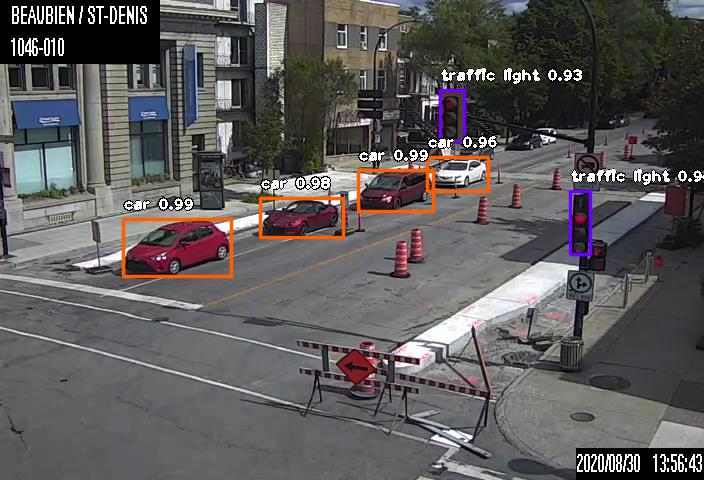 BEAUBIEN / ST-DENIS
1046-010
traffic light 0.93
car 0.96
car 0.99
traffic light 0.9
car 0.98
car 0.99
2020/08/30 13:56:43